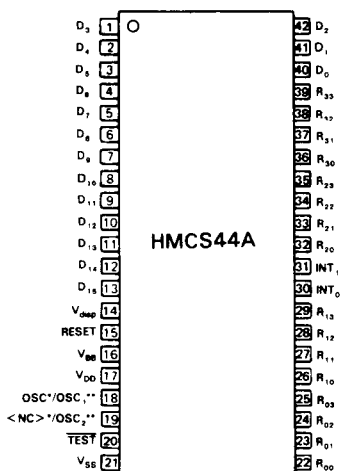 D₃ 1 42 D₂
D₄ 2 41 D₁
D₅ 3 40 D₀
D₆ 4 39 R₃₃
D₇ 5 38 R₃₂
D₈ 6 37 R₃₁
D₉ 7 36 R₃₀
D₁₀ 8 35 R₂₃
D₁₁ 9 34 R₂₂
D₁₂ 10 33 R₂₁
D₁₃ 11 HMCS44A 32 R₂₀
D₁₄ 12 31 INT₁
D₁₅ 13 30 INT₀
Vdisp 14 29 R₁₃
RESET 15 28 R₁₂
VBB 16 27 R₁₁
VDD 17 26 R₁₀
OSC*/OSC₁** 18 25 R₀₃
<NC>*/OSC₂** 19 24 R₀₂
T̅E̅S̅T̅ 20 23 R₀₁
VSS 21 22 R₀₀